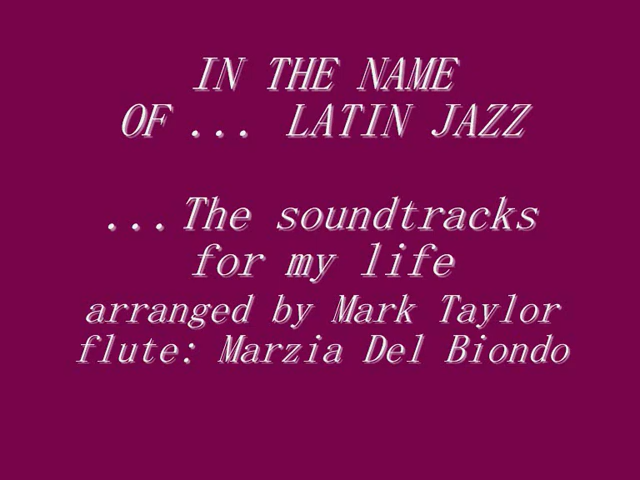 IN THE NAME
OF ... LATIN JAZZ
...The soundtracks
for my life
arranged by Mark Taylor
flute: Marzia Del Biondo